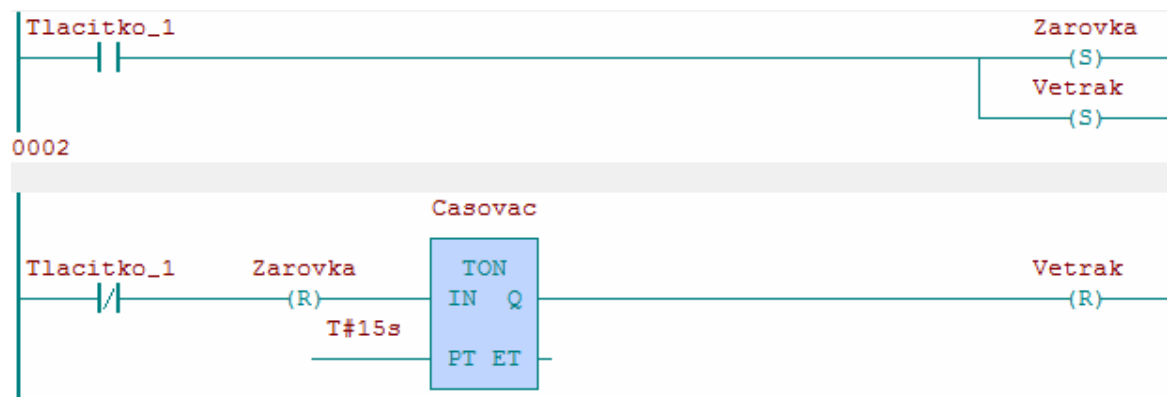 Tlacitko_1 Zarovka
(S)
Vetrak
(S)
0002
Casovac
Tlacitko_1 Zarovka TON Vetrak
/ (R) IN Q (R)
T#15s
PT ET